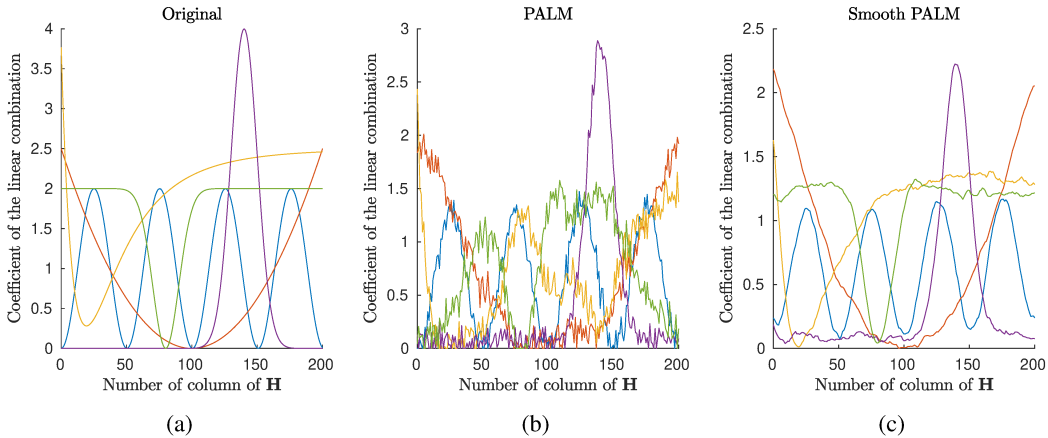 Original
Coefficient of the linear combination
4
3.5
3
2.5
2
1.5
1
0.5
0
0 50 100 150 200
Number of column of H
(a)
PALM
Coefficient of the linear combination
3
2.5
2
1.5
1
0.5
0
0 50 100 150 200
Number of column of H
(b)
Smooth PALM
Coefficient of the linear combination
2.5
2
1.5
1
0.5
0
0 50 100 150 200
Number of column of H
(c)